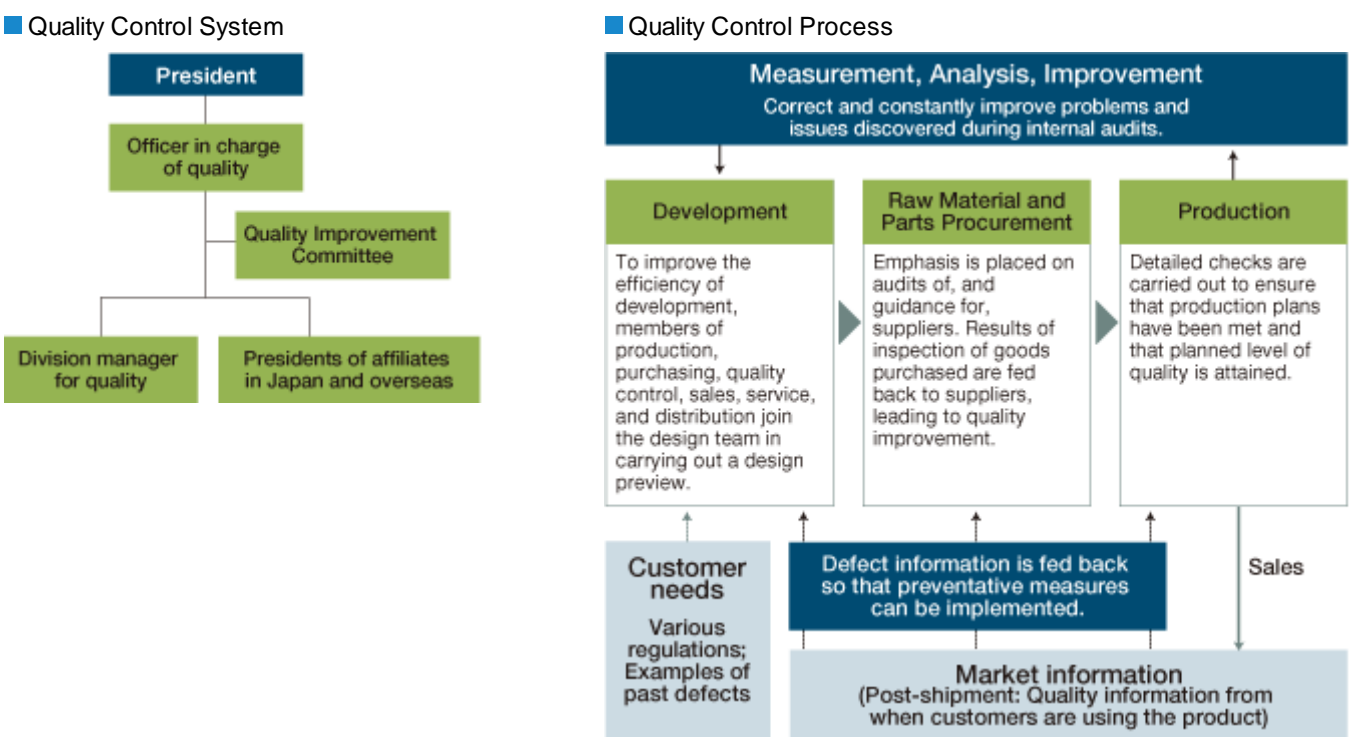 Quality Control System
President
Officer in charge
of quality
Quality Improvement
Committee
Division manager
for quality
Presidents of affiliates
in Japan and overseas
Quality Control Process
Measurement, Analysis, Improvement
Correct and constantly improve problems and
issues discovered during internal audits.
Development
To improve the
efficiency of
development,
members of
production,
purchasing, quality
control, sales, service,
and distribution join
the design team in
carrying out a design
preview.
Raw Material and
Parts Procurement
Emphasis is placed on
audits of, and
guidance for,
suppliers. Results of
inspection of goods
purchased are fed
back to suppliers,
leading to quality
improvement.
Production
Detailed checks are
carried out to ensure
that production plans
have been met and
that planned level of
quality is attained.
Customer
needs
Various
regulations;
Examples of
past defects
Defect information is fed back
so that preventative measures
can be implemented.
Sales
Market information
(Post-shipment: Quality information from
when customers are using the product)